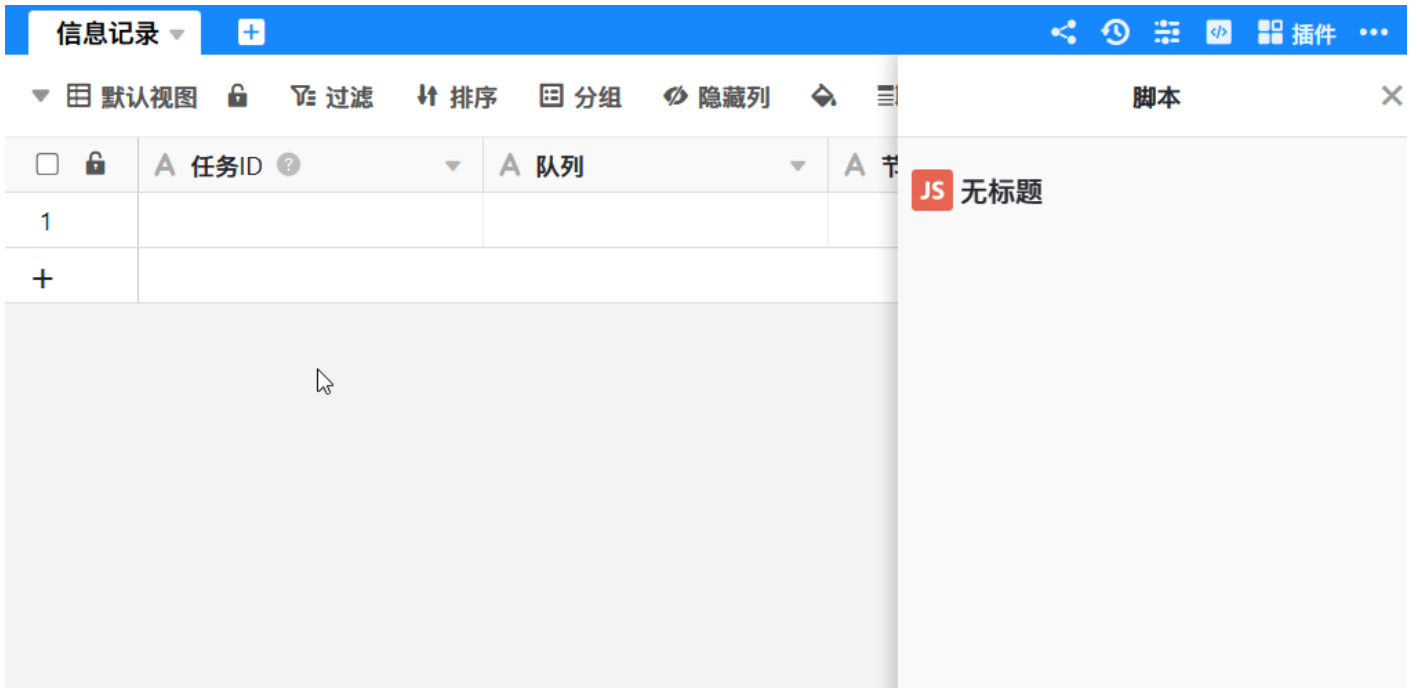 信息记录
插件
默认视图 过滤 排序 分组 隐藏列
脚本
A 任务ID ? A 队列 A
JS 无标题
1